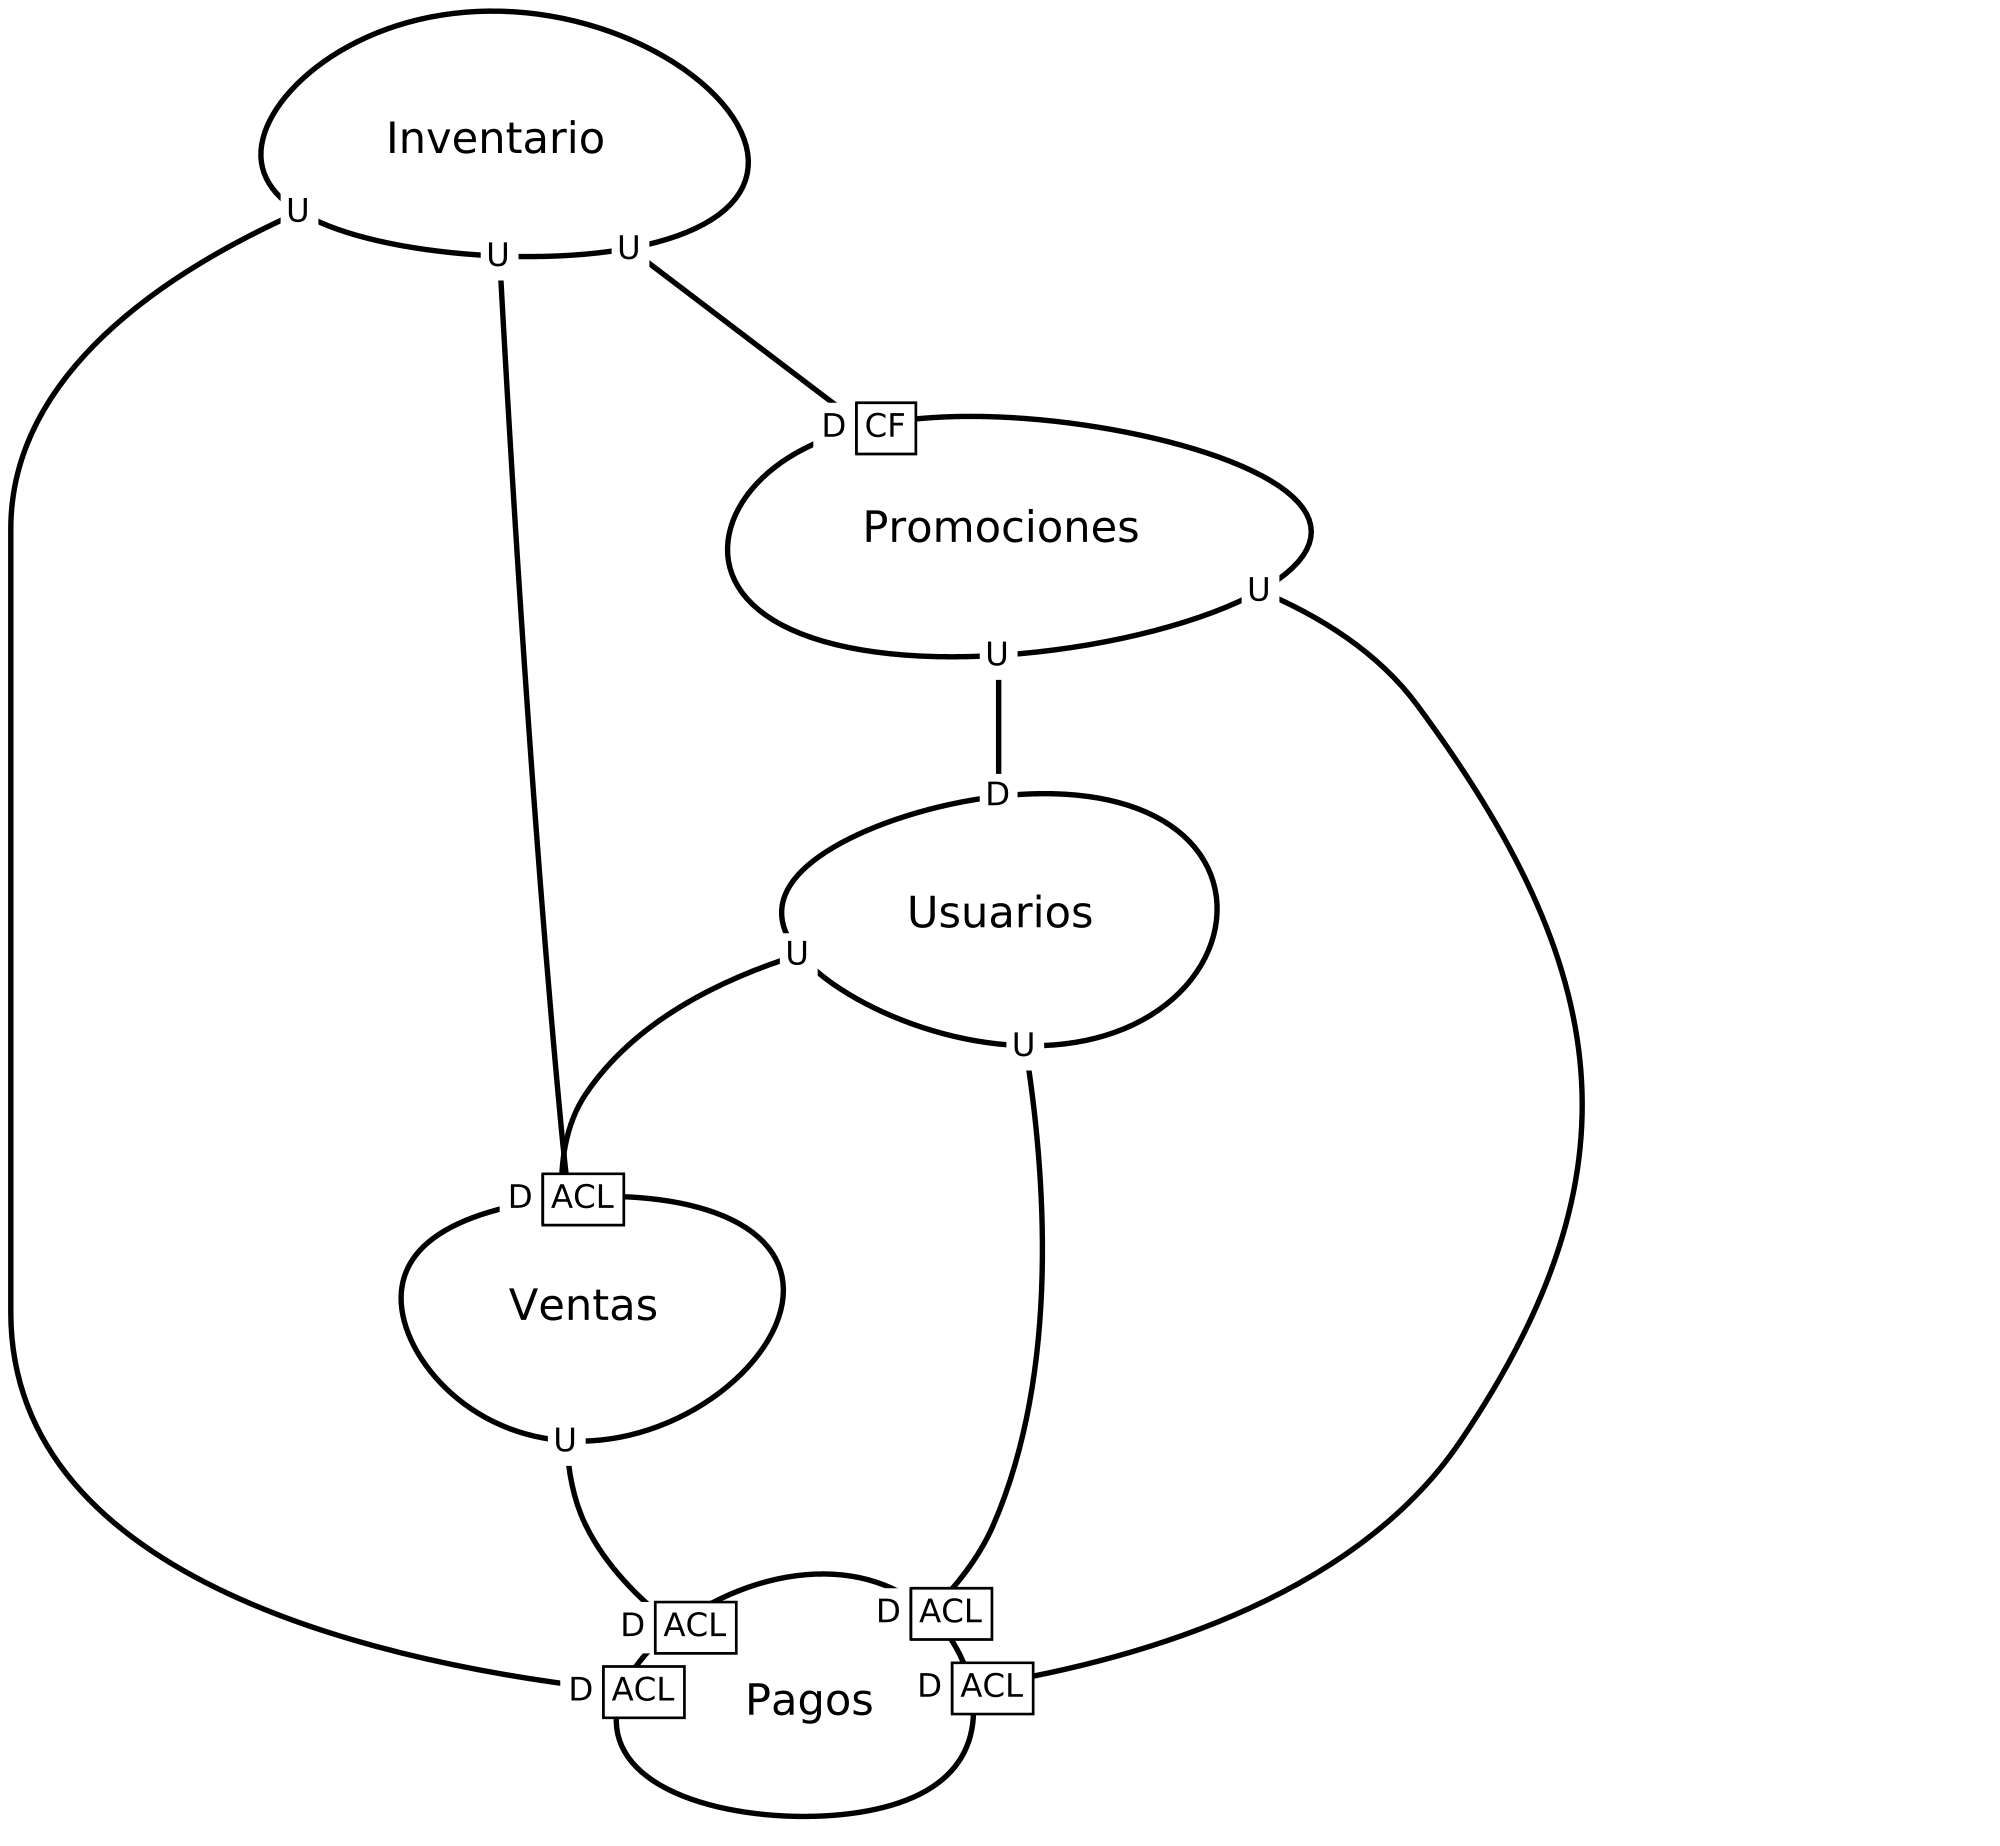 Inventario
U
U
U
D CF
Promociones
U
U
D
Usuarios
U
U
D ACL
Ventas
U
D ACL
D ACL
D ACL
D ACL
Pagos